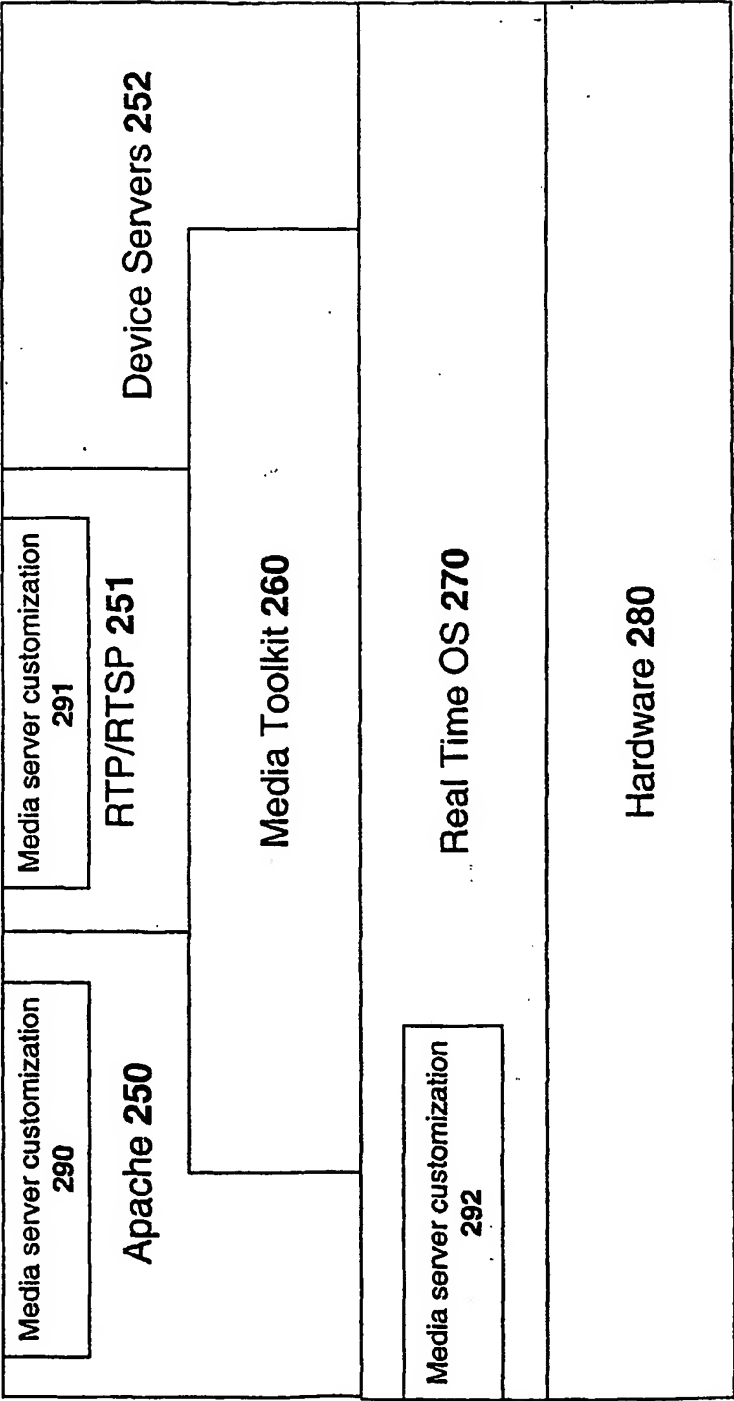 Media server customization
290
Apache 250
Media server customization
291
RTP/RTSP 251
Device Servers 252
Media Toolkit 260
Media server customization
292
Real Time OS 270
Hardware 280